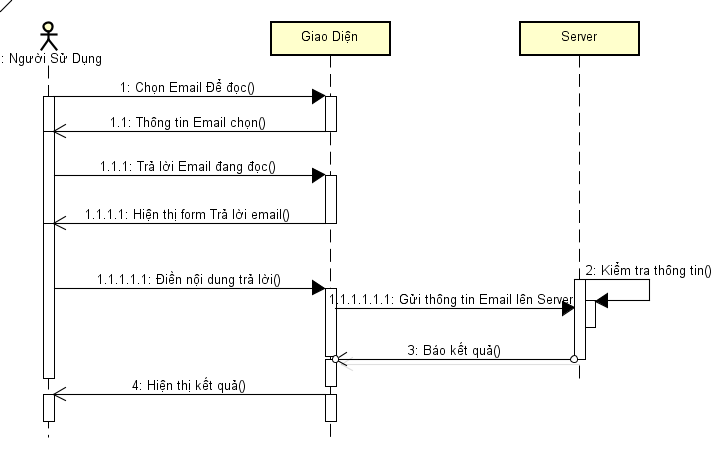 Giao Diện
Server
: Người Sử Dụng
1: Chọn Email Để đọc()
1.1: Thông tin Email chọn()
1.1.1: Trả lời Email đang đọc()
1.1.1.1: Hiện thị form Trả lời email()
2: Kiểm tra thông tin()
1.1.1.1.1: Điền nội dung trả lời()
1.1.1.1.1.1: Gửi thông tin Email lên Server
3: Báo kết quả()
4: Hiện thị kết quả()